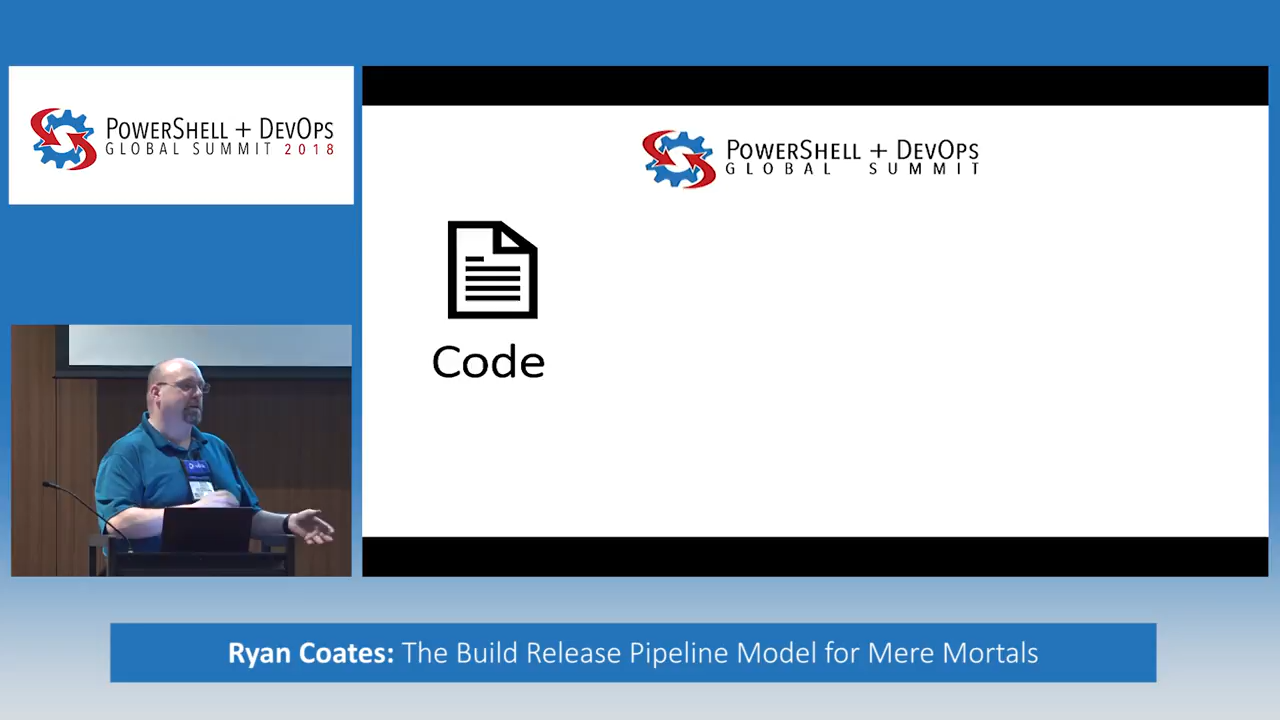 POWERSHELL + DEVOPS
GLOBAL SUMMIT 2018
POWERSHELL + DEVOPS
GLOBAL SUMMIT
Code
Ryan Coates: The Build Release Pipeline Model for Mere Mortals